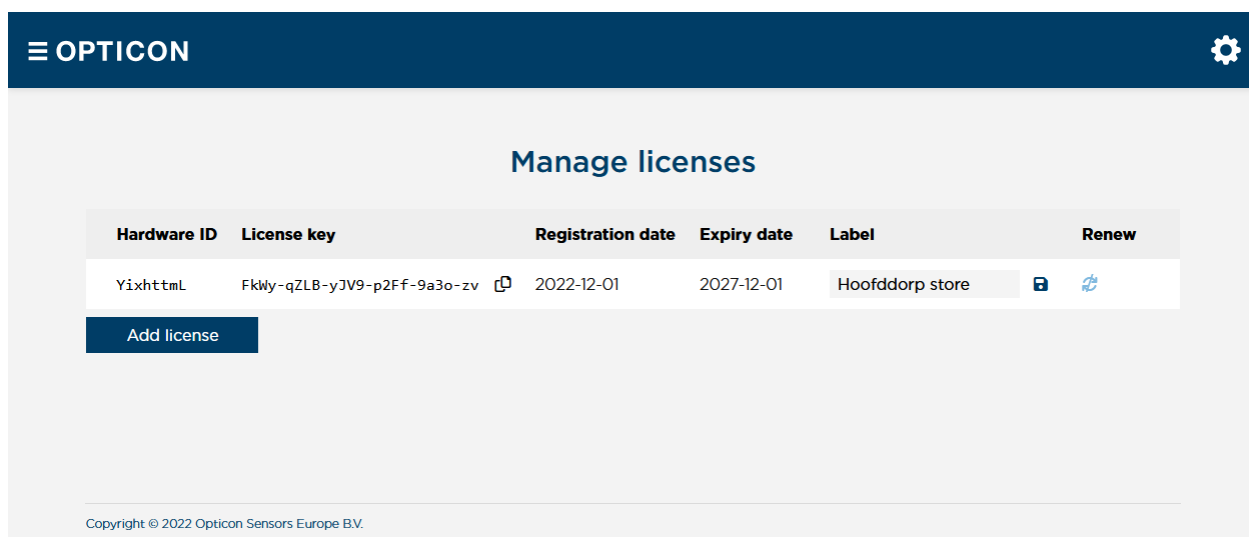 OPTICON
Manage licenses
Hardware ID License key Registration date Expiry date Label Renew
YixhttmL FkWy-qZLB-yJV9-p2Ff-9a3o-zv 2022-12-01 2027-12-01 Hoofddorp store
Add license
Copyright © 2022 Opticon Sensors Europe B.V.